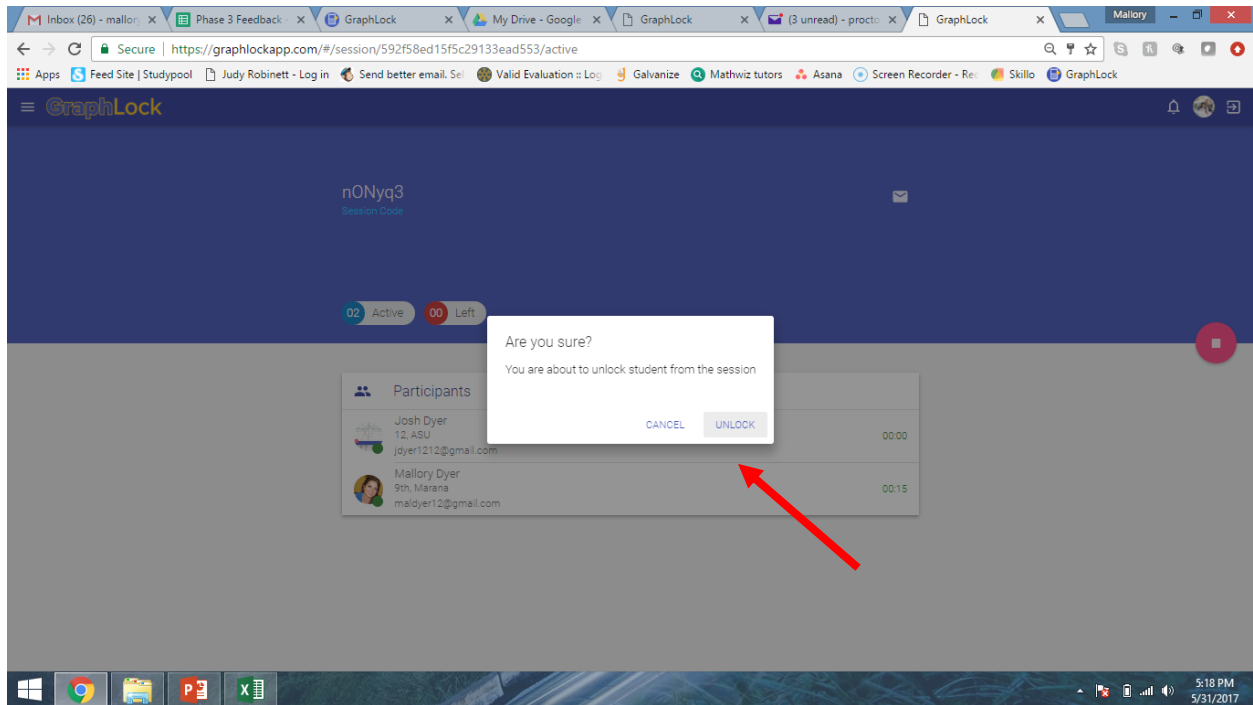 Inbox (26) - mallory
Phase 3 Feedback -
GraphLock
My Drive - Google
GraphLock
(3 unread) - procto
GraphLock
Mallory
Secure | https://graphlockapp.com/#/session/592f58ed15f5c29133ead553/active
Apps Feed Site | Studypool Judy Robinett - Log in Send better email. Sel Valid Evaluation :: Log Galvanize Mathwiz tutors Asana Screen Recorder - Rec Skillo GraphLock
GraphLock
nONyq3
Session Code
02 Active 00 Left
Are you sure?
You are about to unlock student from the session
CANCEL UNLOCK
Participants
Josh Dyer
12, ASU
jdyer1212@gmail.com
00:00
Mallory Dyer
9th, Marana
maldyer12@gmail.com
00:15
5:18 PM
5/31/2017